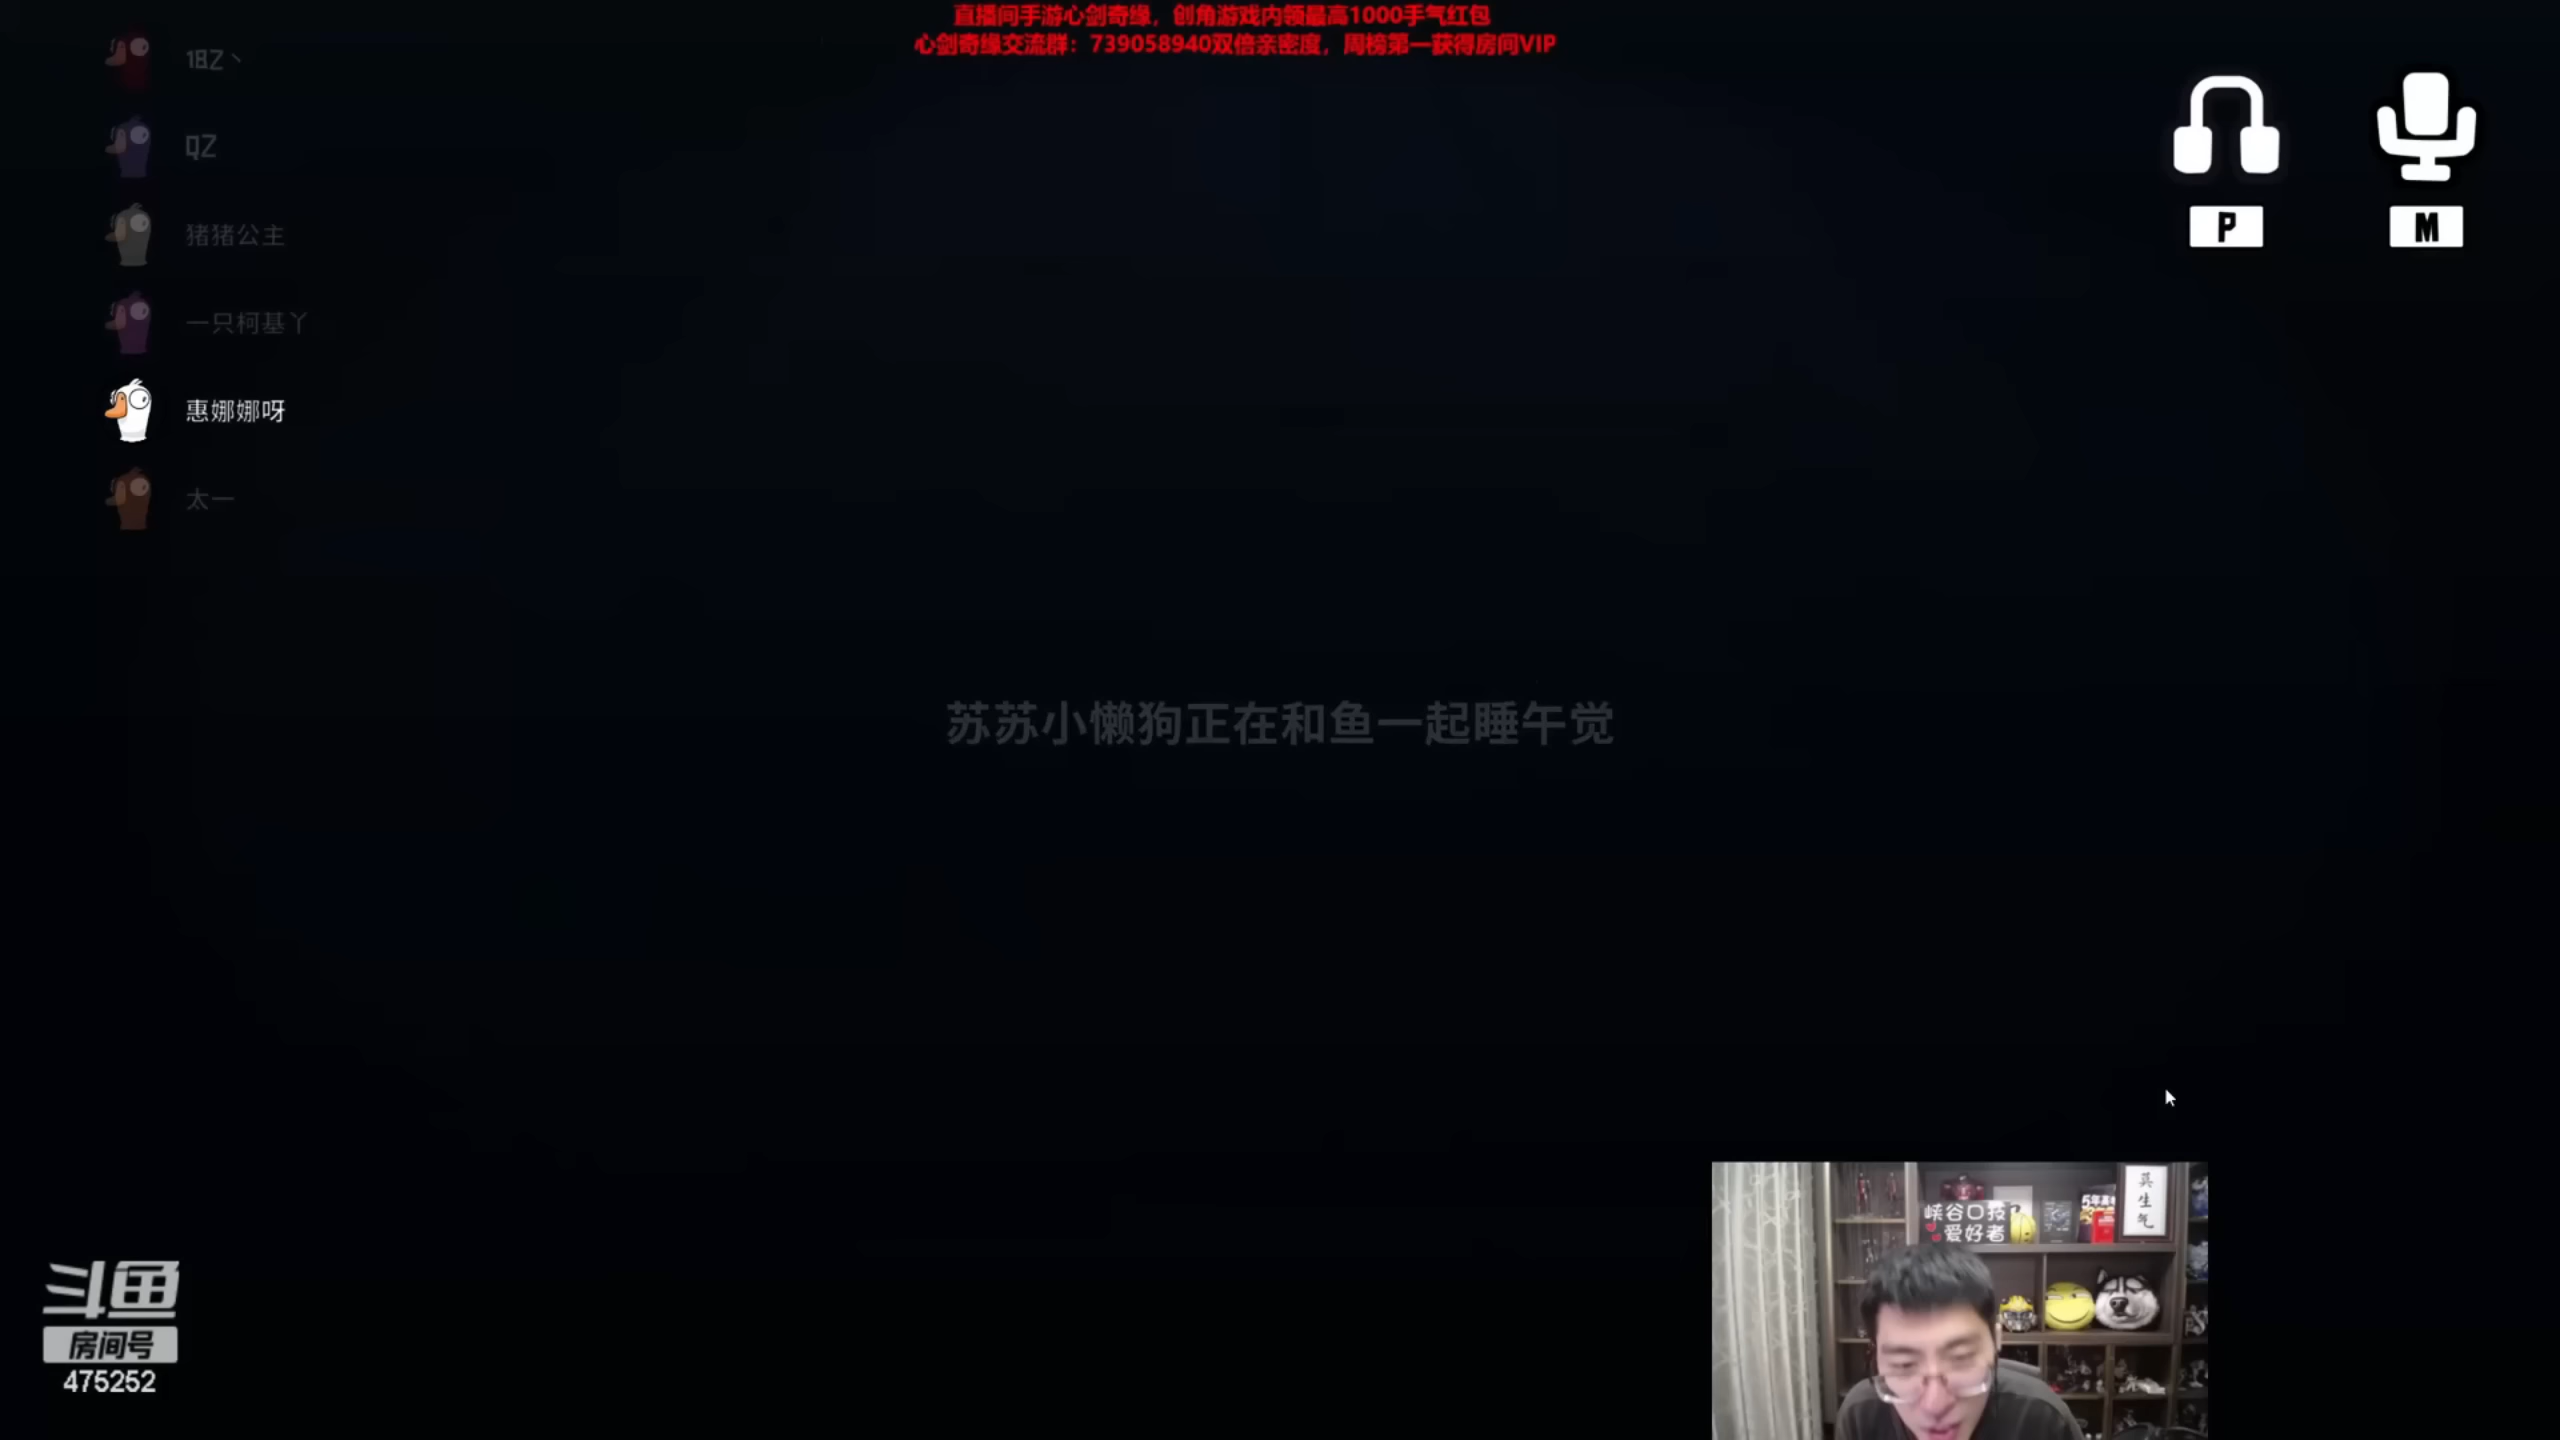 直播间手游心剑奇缘，创角游戏内领最高1000手气红包
心剑奇缘交流群：739058940双倍亲密度，周榜第一获得房间VIP
QZ
猪猪公主
一只柯基丫
惠娜娜呀
太一
P
M
苏苏小懒狗正在和鱼一起睡午觉
莫生气
峡谷口技
爱好者
斗鱼
房间号
475252